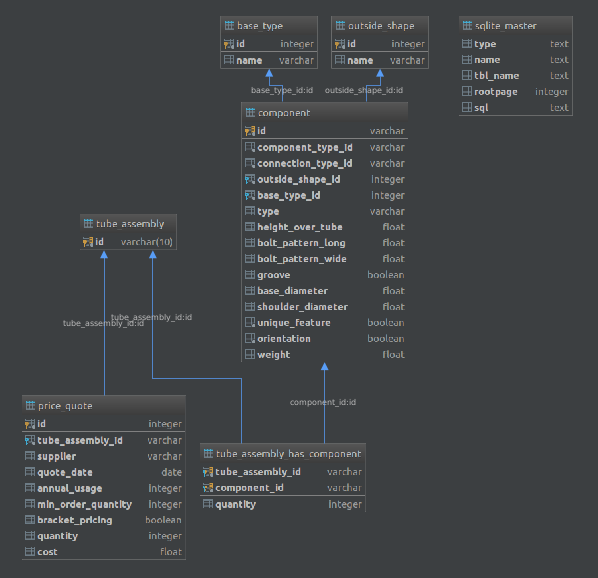 base_type
id integer
name varchar
outside_shape
id integer
name varchar
sqlite_master
type text
name text
tbl_name text
rootpage integer
sql text
base_type_id:id
outside_shape_id:id
component
id varchar
component_type_id varchar
connection_type_id varchar
outside_shape_id integer
base_type_id integer
type varchar
height_over_tube float
bolt_pattern_long float
bolt_pattern_wide float
groove boolean
base_diameter float
shoulder_diameter float
unique_feature boolean
orientation boolean
weight float
tube_assembly
id varchar(10)
tube_assembly_id:id
tube_assembly_id:id
component_id:id
price_quote
id integer
tube_assembly_id varchar
supplier varchar
quote_date date
annual_usage integer
min_order_quantity integer
bracket_pricing boolean
quantity integer
cost float
tube_assembly_has_component
tube_assembly_id varchar
component_id varchar
quantity integer